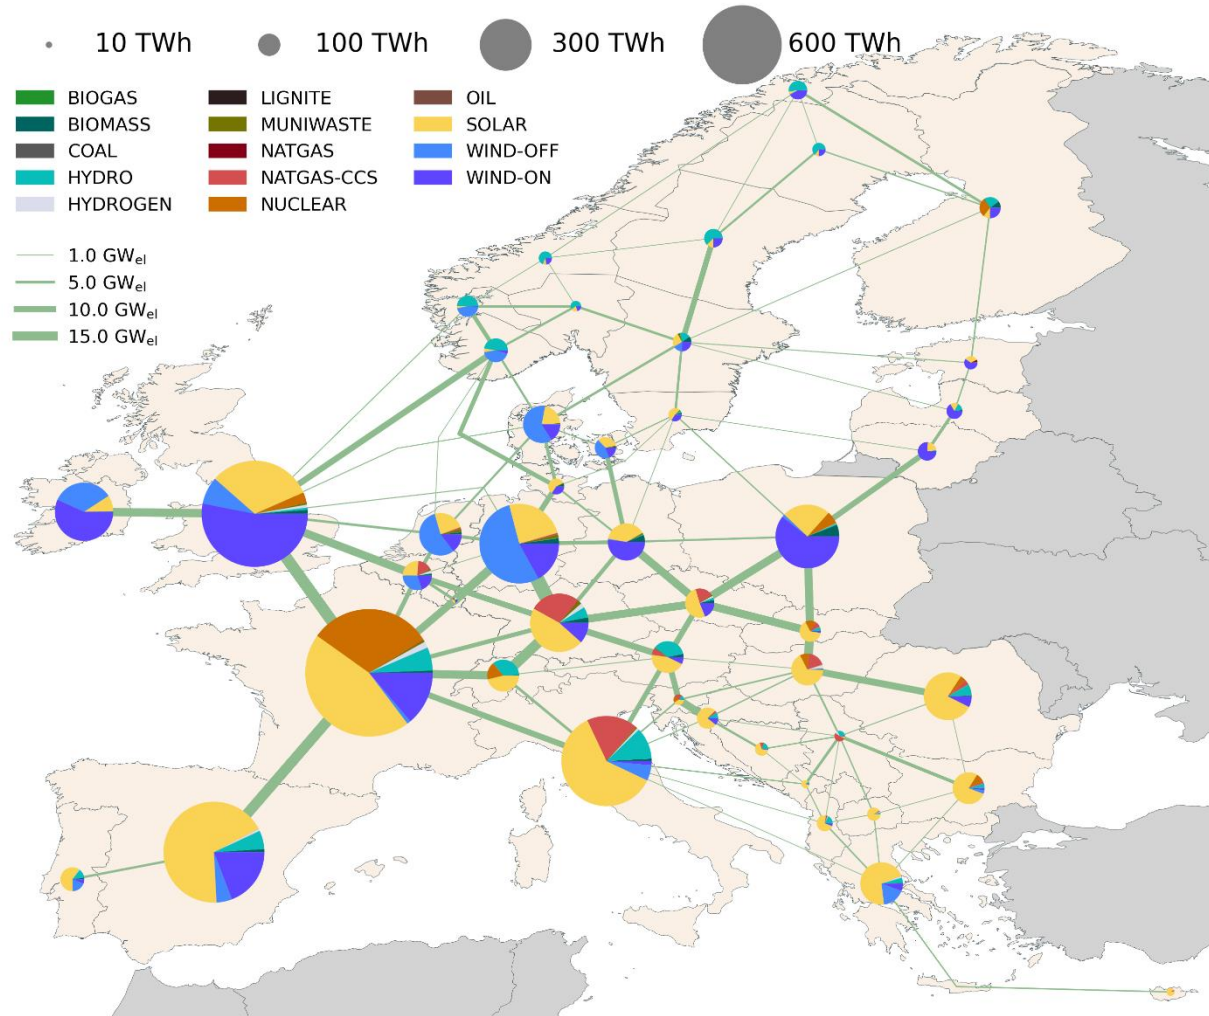 10 TWh 100 TWh 300 TWh 600 TWh
BIOGAS LIGNITE OIL
BIOMASS MUNIWASTE SOLAR
COAL NATGAS WIND-OFF
HYDRO NATGAS-CCS WIND-ON
HYDROGEN NUCLEAR
1.0 GWel
5.0 GWel
10.0 GWel
15.0 GWel